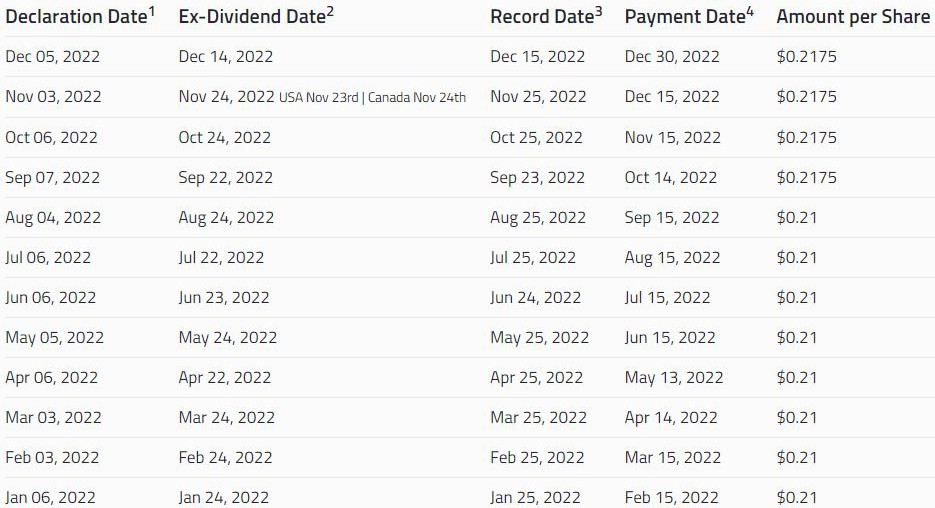 Declaration Date1 Ex-Dividend Date2 Record Date3 Payment Date4 Amount per Share
Dec 05, 2022 Dec 14, 2022 Dec 15, 2022 Dec 30, 2022 $0.2175
Nov 03, 2022 Nov 24, 2022 USA Nov 23rd | Canada Nov 24th Nov 25, 2022 Dec 15, 2022 $0.2175
Oct 06, 2022 Oct 24, 2022 Oct 25, 2022 Nov 15, 2022 $0.2175
Sep 07, 2022 Sep 22, 2022 Sep 23, 2022 Oct 14, 2022 $0.2175
Aug 04, 2022 Aug 24, 2022 Aug 25, 2022 Sep 15, 2022 $0.21
Jul 06, 2022 Jul 22, 2022 Jul 25, 2022 Aug 15, 2022 $0.21
Jun 06, 2022 Jun 23, 2022 Jun 24, 2022 Jul 15, 2022 $0.21
May 05, 2022 May 24, 2022 May 25, 2022 Jun 15, 2022 $0.21
Apr 06, 2022 Apr 22, 2022 Apr 25, 2022 May 13, 2022 $0.21
Mar 03, 2022 Mar 24, 2022 Mar 25, 2022 Apr 14, 2022 $0.21
Feb 03, 2022 Feb 24, 2022 Feb 25, 2022 Mar 15, 2022 $0.21
Jan 06, 2022 Jan 24, 2022 Jan 25, 2022 Feb 15, 2022 $0.21